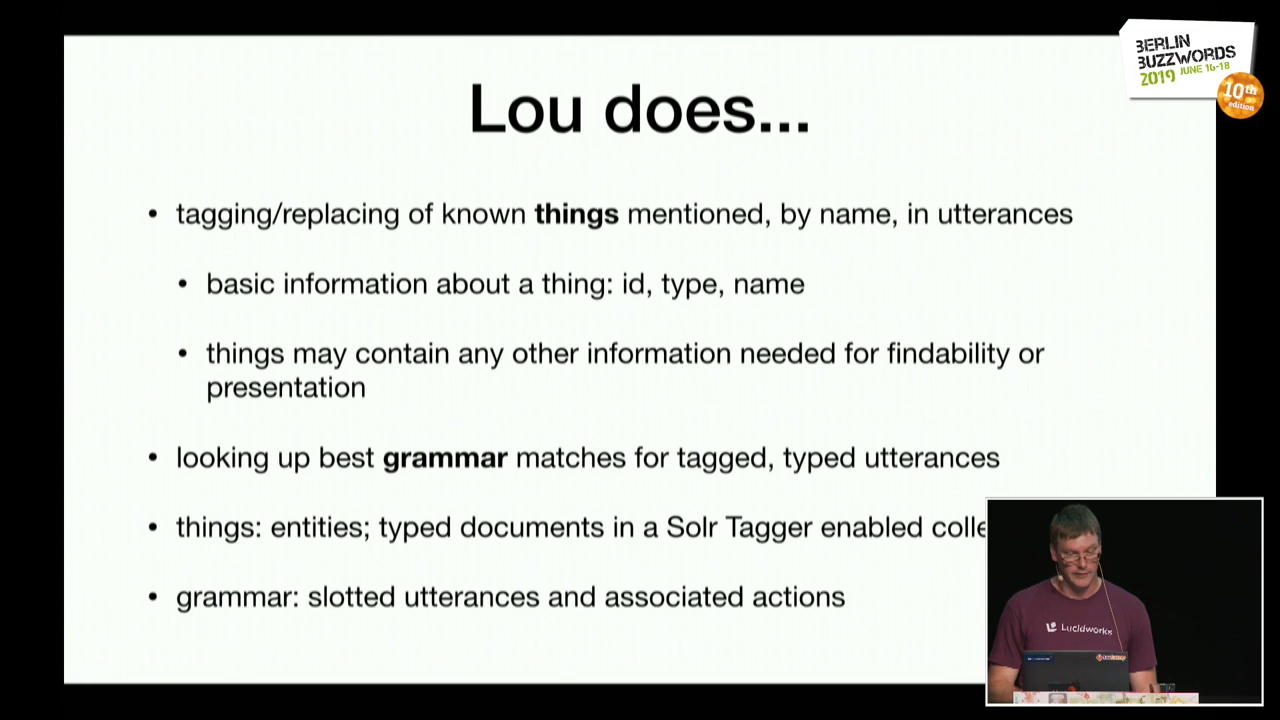 BERLIN
BUZZWORDS
2019 JUNE 16-18
10th
edition
Lou does...
• tagging/replacing of known things mentioned, by name, in utterances
• basic information about a thing: id, type, name
• things may contain any other information needed for findability or
presentation
• looking up best grammar matches for tagged, typed utterances
• things: entities; typed documents in a Solr Tagger enabled colle
• grammar: slotted utterances and associated actions
Lucidworks